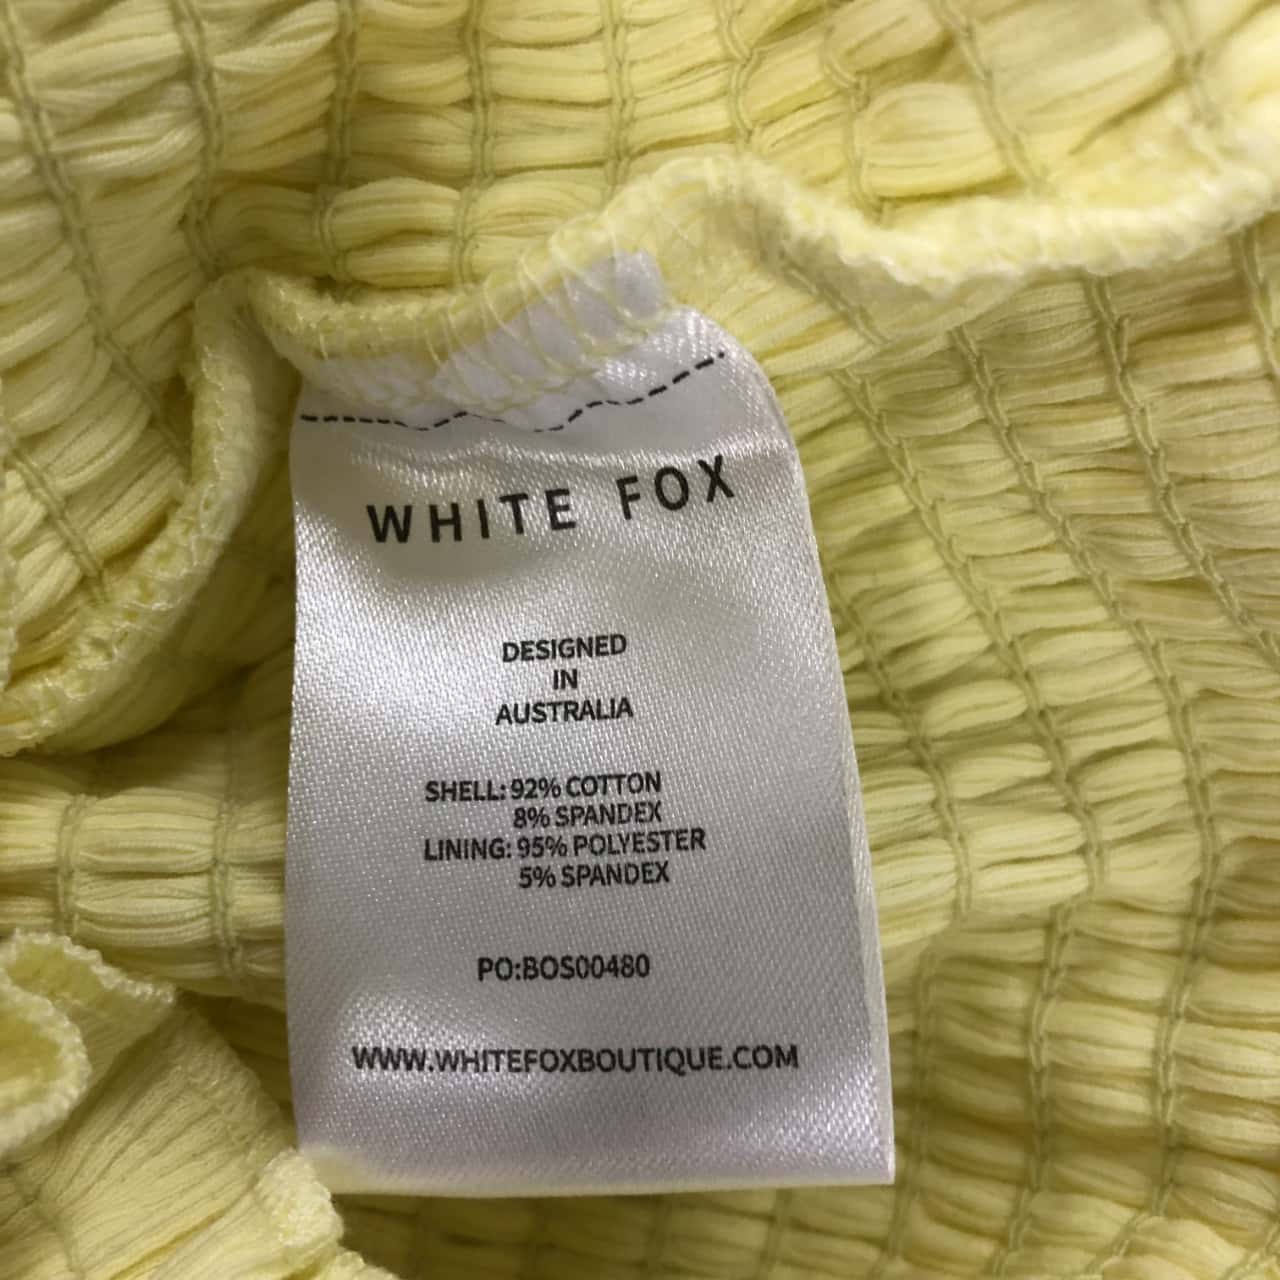 WHITE FOX
DESIGNED
IN
AUSTRALIA
SHELL: 92% COTTON
8% SPANDEX
LINING: 95% POLYESTER
5% SPANDEX
PO:BOS00480
WWW.WHITEFOXBOUTIQUE.COM